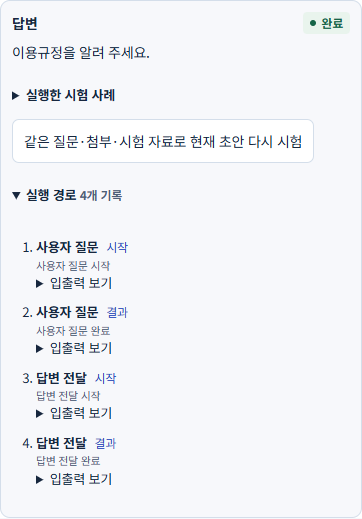 답변
완료
이용규정을 알려 주세요.
▶ 실행한 시험 사례
같은 질문·첨부·시험 자료로 현재 초안 다시 시험
▼ 실행 경로 4개 기록
1. 사용자 질문 시작
사용자 질문 시작
▶ 입출력 보기
2. 사용자 질문 결과
사용자 질문 완료
▶ 입출력 보기
3. 답변 전달 시작
답변 전달 시작
▶ 입출력 보기
4. 답변 전달 결과
답변 전달 완료
▶ 입출력 보기